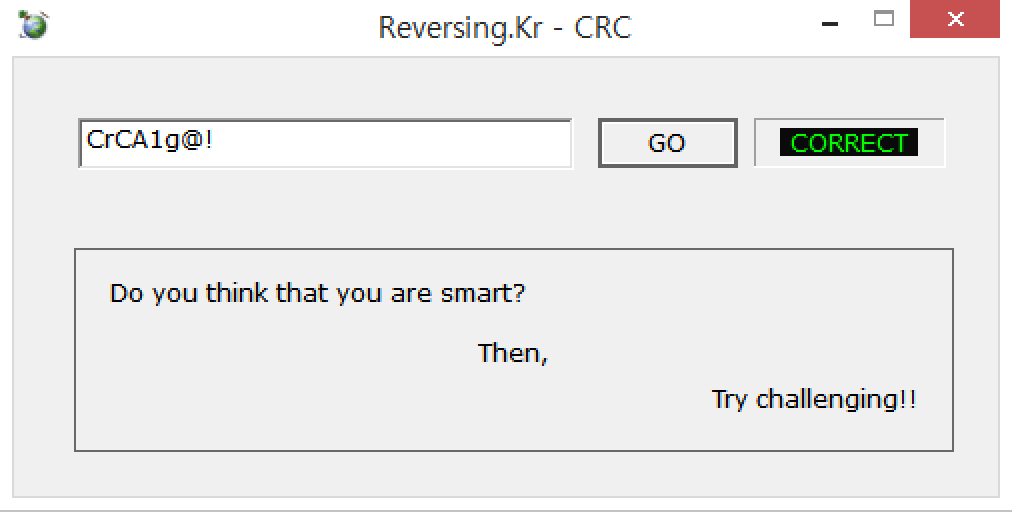 Reversing.Kr - CRC
CrCA1g@!
GO
CORRECT
Do you think that you are smart?
Then,
Try challenging!!